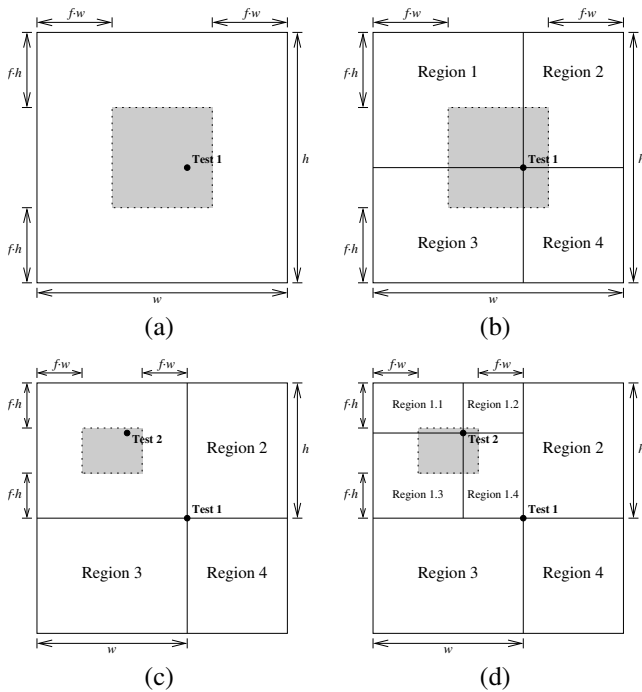 f·w f·w
f·h
Test 1
h
f·h
w
(a)
f·w f·w
f·h
Region 1 Region 2
Test 1
h
Region 3 Region 4
f·h
w
(b)
f·w f·w
f·h
Test 2
Region 2
h
f·h
Test 1
Region 3 Region 4
w
(c)
f·w f·w
f·h
Region 1.1 Region 1.2
Test 2
Region 2
h
Region 1.3 Region 1.4
f·h
Test 1
Region 3 Region 4
w
(d)